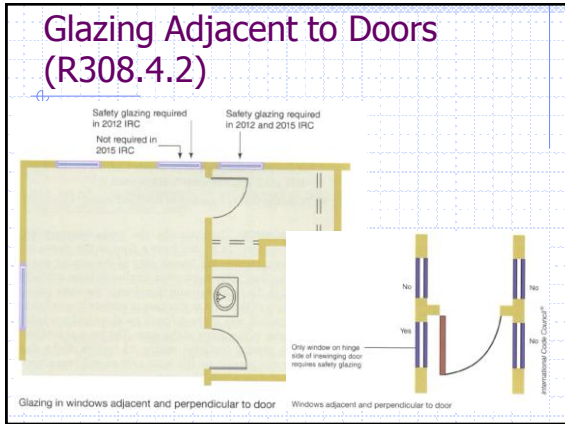 Glazing Adjacent to Doors
(R308.4.2)
Safety glazing required
in 2012 IRC
Not required in
2015 IRC
Safety glazing required
in 2012 and 2015 IRC
No
No
Yes
No
Only window on hinge
side of inswinging door
requires safety glazing
International Code Council®
Glazing in windows adjacent and perpendicular to door
Windows adjacent and perpendicular to door